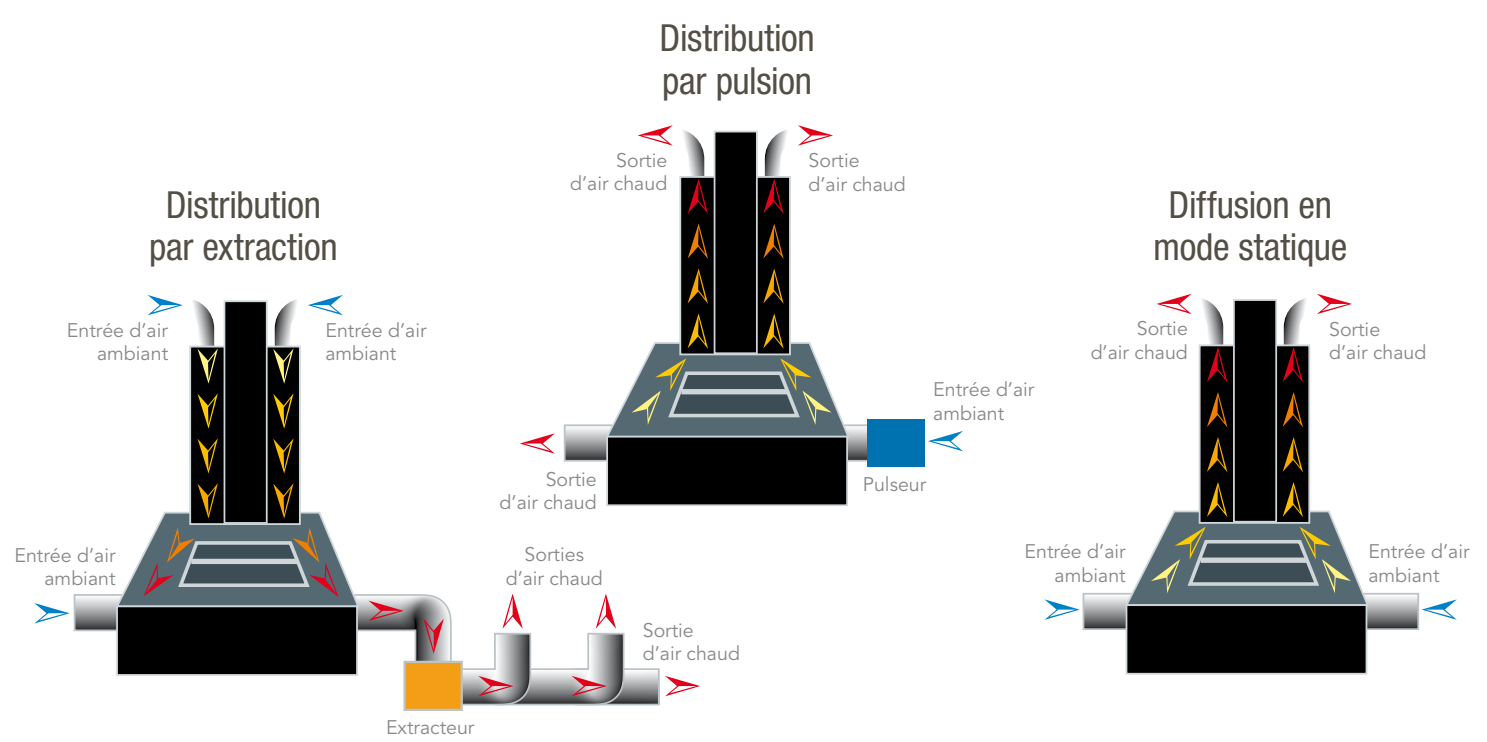 Distribution
par extraction
Entrée d’air
ambiant
Entrée d’air
ambiant
Entrée d’air
ambiant
Sorties
d’air chaud
Sortie
d’air chaud
Extracteur
Distribution
par pulsion
Sortie
d’air chaud
Sortie
d’air chaud
Entrée d’air
ambiant
Sortie
d’air chaud
Pulseur
Diffusion en
mode statique
Sortie
d’air chaud
Sortie
d’air chaud
Entrée d’air
ambiant
Entrée d’air
ambiant